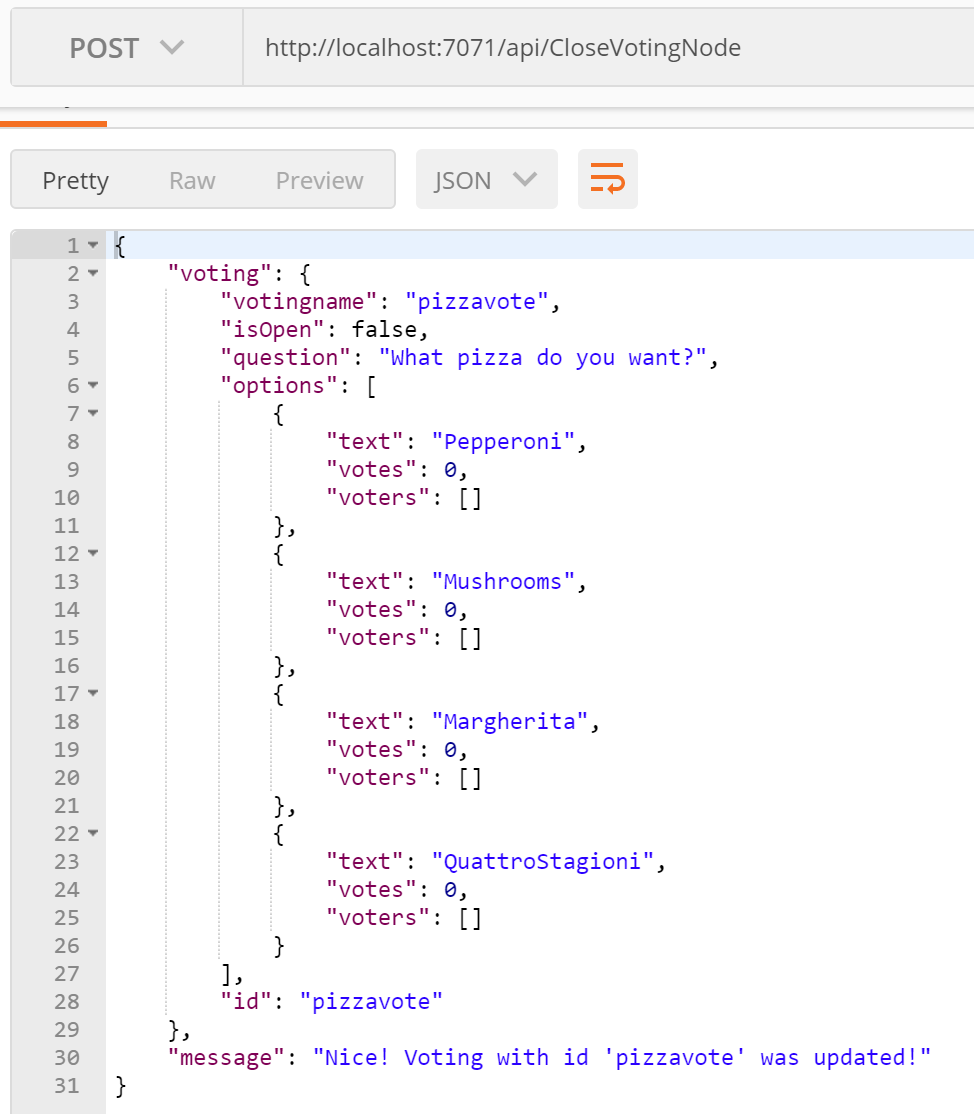 POST http://localhost:7071/api/CloseVotingNode
Pretty Raw Preview JSON
1 {
2 "voting": {
3 "votingname": "pizzavote",
4 "isOpen": false,
5 "question": "What pizza do you want?",
6 "options": [
7 {
8 "text": "Pepperoni",
9 "votes": 0,
10 "voters": []
11 },
12 {
13 "text": "Mushrooms",
14 "votes": 0,
15 "voters": []
16 },
17 {
18 "text": "Margherita",
19 "votes": 0,
20 "voters": []
21 },
22 {
23 "text": "QuattroStagioni",
24 "votes": 0,
25 "voters": []
26 }
27 ],
28 "id": "pizzavote"
29 },
30 "message": "Nice! Voting with id 'pizzavote' was updated!"
31 }